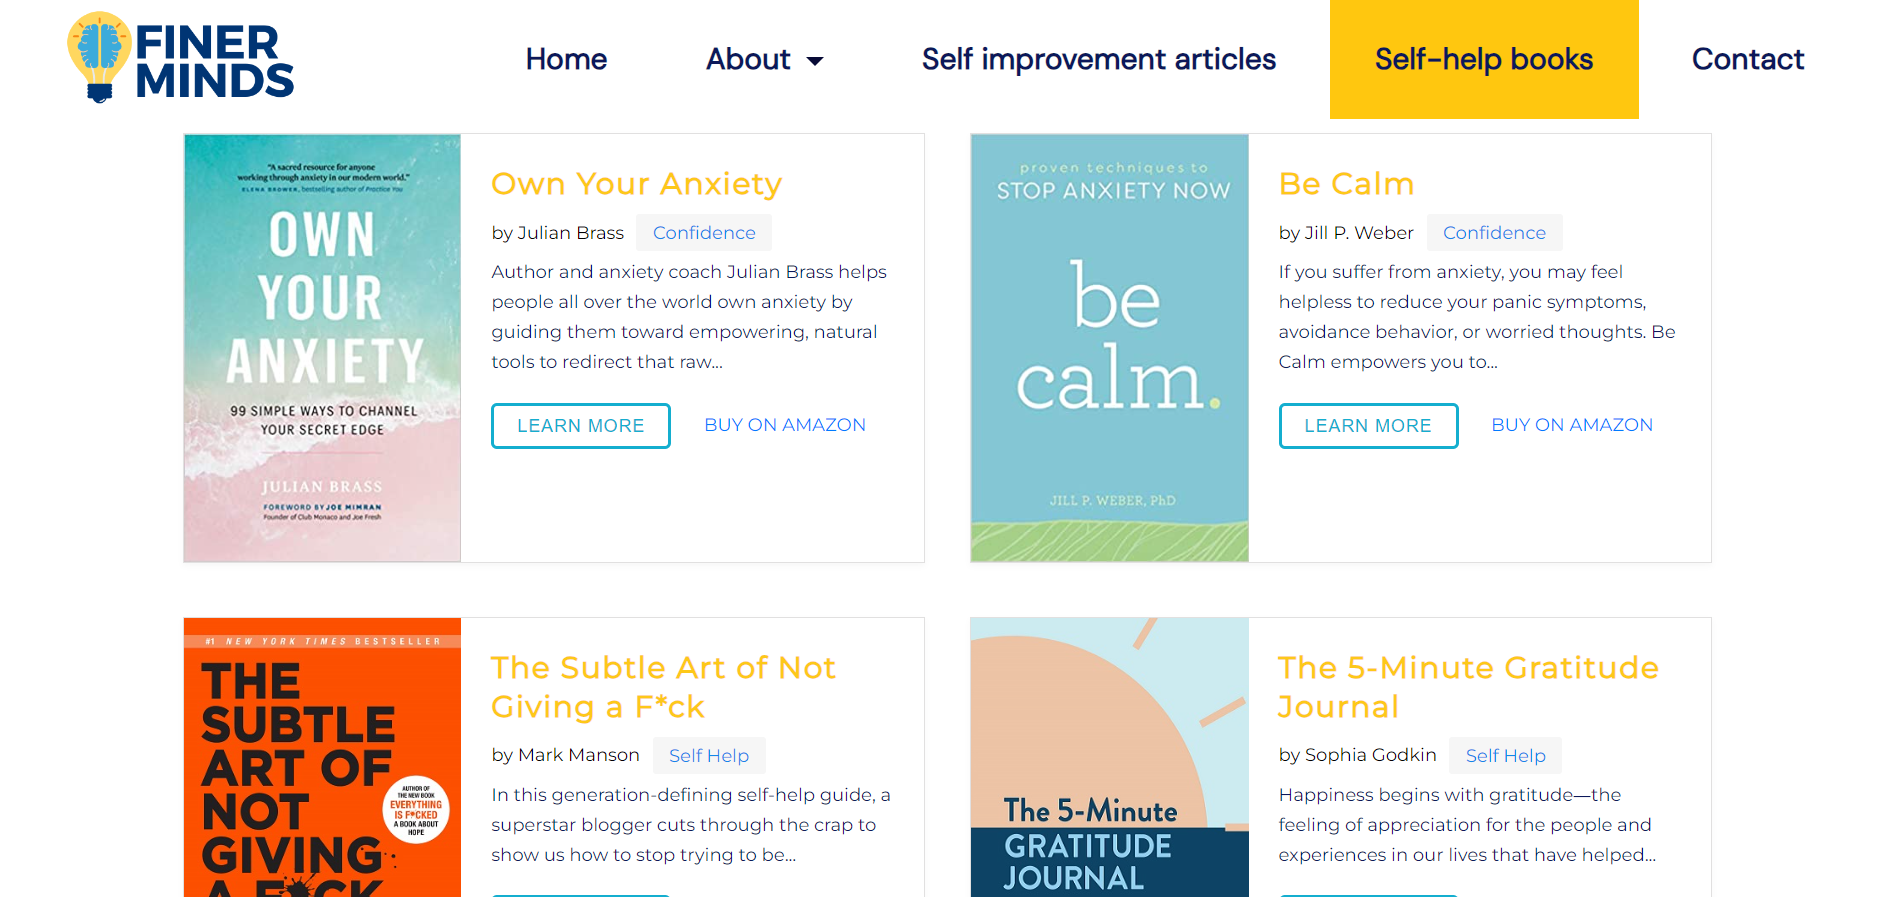 FINER
MINDS
Home
About
Self improvement articles
Self-help books
Contact
"A sacred resource for anyone
working through anxiety in our modern world."
ELENA BROWER, bestselling author of Practice You
OWN
YOUR
ANXIETY
99 SIMPLE WAYS TO CHANNEL
YOUR SECRET EDGE
JULIAN BRASS
FOREWORD BY JOE MIMRAN
Founder of Club Monaco and Joe Fresh
Own Your Anxiety
by Julian Brass Confidence
Author and anxiety coach Julian Brass helps
people all over the world own anxiety by
guiding them toward empowering, natural
tools to redirect that raw...
LEARN MORE BUY ON AMAZON
proven techniques to
STOP ANXIETY NOW
be
calm.
JILL P. WEBER, PhD
Be Calm
by Jill P. Weber Confidence
If you suffer from anxiety, you may feel
helpless to reduce your panic symptoms,
avoidance behavior, or worried thoughts. Be
Calm empowers you to...
LEARN MORE BUY ON AMAZON
#1 NEW YORK TIMES BESTSELLER
THE
SUBTLE
ART OF
NOT
GIVING
A F*CK
AUTHOR OF
THE NEW BOOK
EVERYTHING
IS F*CKED
A BOOK ABOUT
HOPE
The Subtle Art of Not
Giving a F*ck
by Mark Manson Self Help
In this generation-defining self-help guide, a
superstar blogger cuts through the crap to
show us how to stop trying to be...
The 5-Minute
GRATITUDE
JOURNAL
The 5-Minute Gratitude
Journal
by Sophia Godkin Self Help
Happiness begins with gratitude—the
feeling of appreciation for the people and
experiences in our lives that have helped...